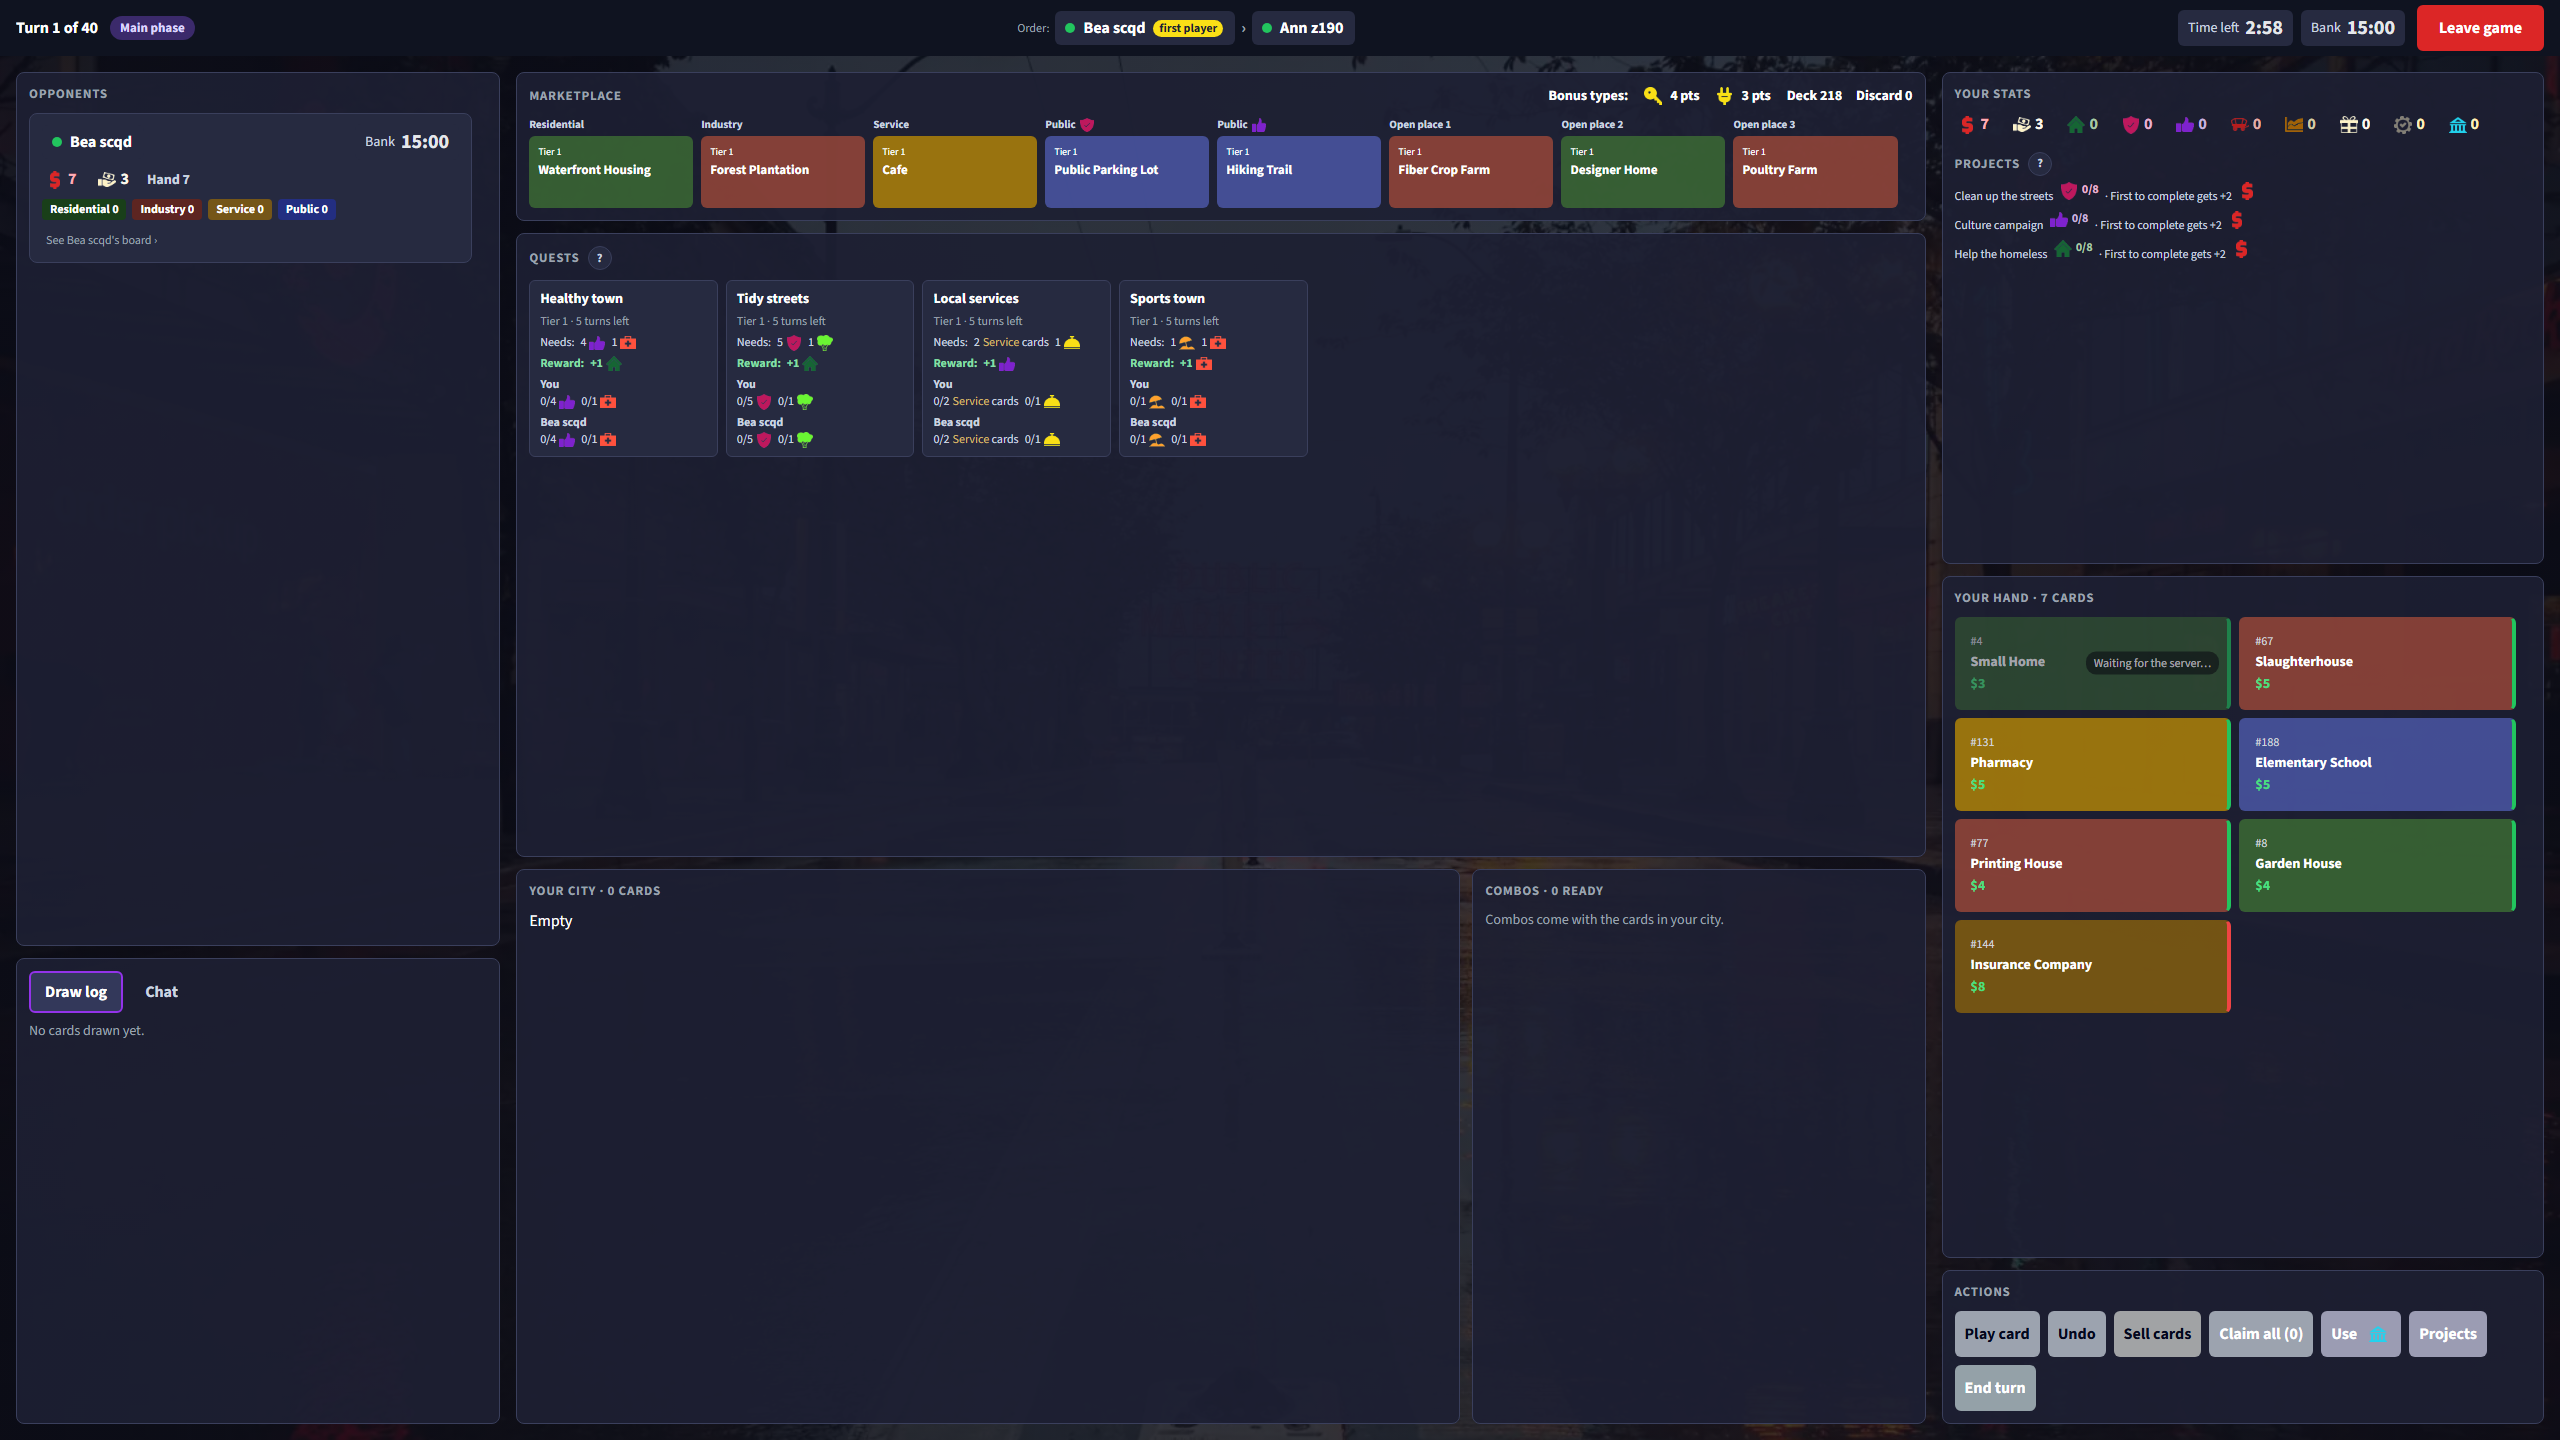 Turn 1 of 40 Main phase
Order: Bea scqd first player › Ann z190
Time left 2:58 Bank 15:00 Leave game
OPPONENTS
Bea scqd Bank 15:00
7 3 Hand 7
Residential 0 Industry 0 Service 0 Public 0
See Bea scqd's board ›
Draw log Chat
No cards drawn yet.
MARKETPLACE
Bonus types: 4 pts 3 pts Deck 218 Discard 0
Residential
Tier 1
Waterfront Housing
Industry
Tier 1
Forest Plantation
Service
Tier 1
Cafe
Public
Tier 1
Public Parking Lot
Public
Tier 1
Hiking Trail
Open place 1
Tier 1
Fiber Crop Farm
Open place 2
Tier 1
Designer Home
Open place 3
Tier 1
Poultry Farm
QUESTS ?
Healthy town
Tier 1 · 5 turns left
Needs: 4 1
Reward: +1
You
0/4 0/1
Bea scqd
0/4 0/1
Tidy streets
Tier 1 · 5 turns left
Needs: 5 1
Reward: +1
You
0/5 0/1
Bea scqd
0/5 0/1
Local services
Tier 1 · 5 turns left
Needs: 2 Service cards 1
Reward: +1
You
0/2 Service cards 0/1
Bea scqd
0/2 Service cards 0/1
Sports town
Tier 1 · 5 turns left
Needs: 1 1
Reward: +1
You
0/1 0/1
Bea scqd
0/1 0/1
YOUR CITY · 0 CARDS
Empty
COMBOS · 0 READY
Combos come with the cards in your city.
YOUR STATS
7 3 0 0 0 0 0 0 0 0
PROJECTS ?
Clean up the streets 0/8 · First to complete gets +2
Culture campaign 0/8 · First to complete gets +2
Help the homeless 0/8 · First to complete gets +2
YOUR HAND · 7 CARDS
#4
Small Home
$3
Waiting for the server…
#67
Slaughterhouse
$5
#131
Pharmacy
$5
#188
Elementary School
$5
#77
Printing House
$4
#8
Garden House
$4
#144
Insurance Company
$8
ACTIONS
Play card Undo Sell cards Claim all (0) Use Projects
End turn